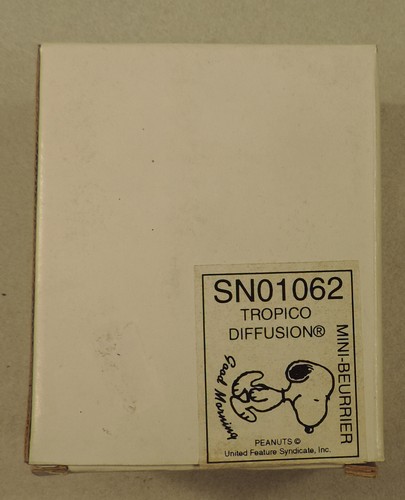 SN01062
TROPICO
DIFFUSION®
MINI-BEURRIER
Good Morning
PEANUTS ©
United Feature Syndicate, Inc.